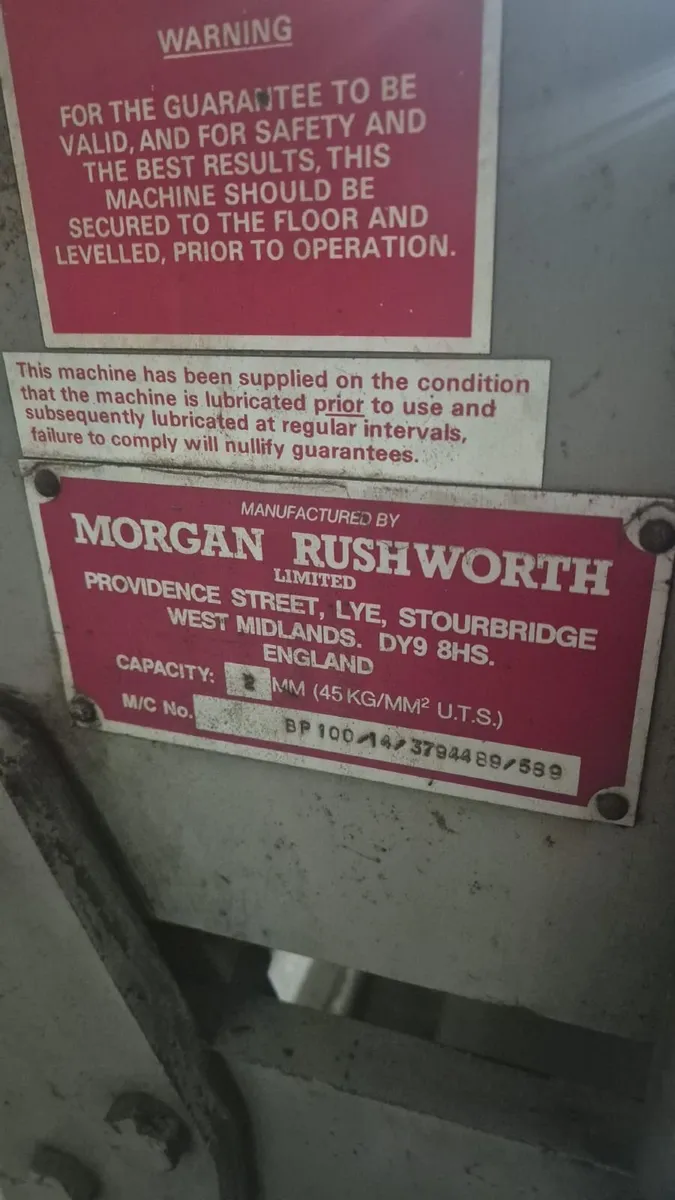 WARNING
FOR THE GUARANTEE TO BE
VALID, AND FOR SAFETY AND
THE BEST RESULTS, THIS
MACHINE SHOULD BE
SECURED TO THE FLOOR AND
LEVELLED, PRIOR TO OPERATION.
This machine has been supplied on the condition
that the machine is lubricated prior to use and
subsequently lubricated at regular intervals,
failure to comply will nullify guarantees.
MANUFACTURED BY
MORGAN RUSHWORTH
LIMITED
PROVIDENCE STREET, LYE, STOURBRIDGE
WEST MIDLANDS. DY9 8HS.
ENGLAND
CAPACITY: 2 MM (45 KG/MM² U.T.S.)
M/C No. BP100/14/3794489/589